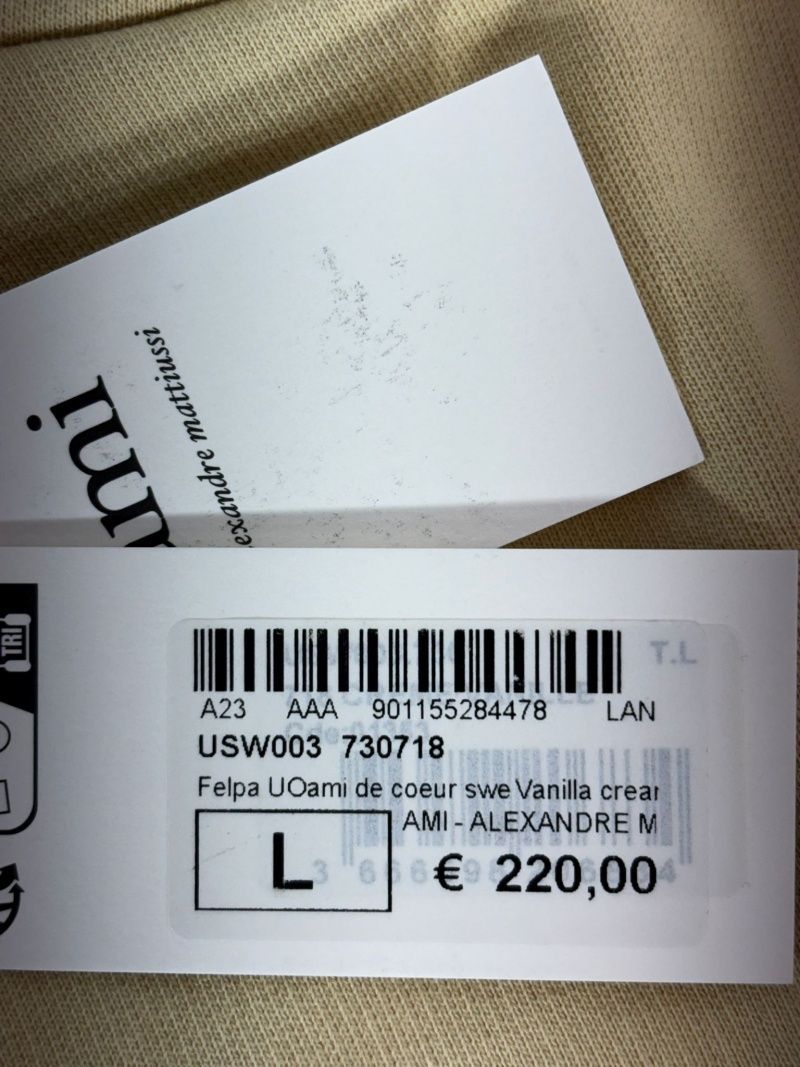 ami
alexandre mattiussi
TRI
T.L
A23 AAA 901155284478 LAN
USW003 730718
Felpa UOami de coeur swe Vanilla crear
AMI - ALEXANDRE M
L € 220,00